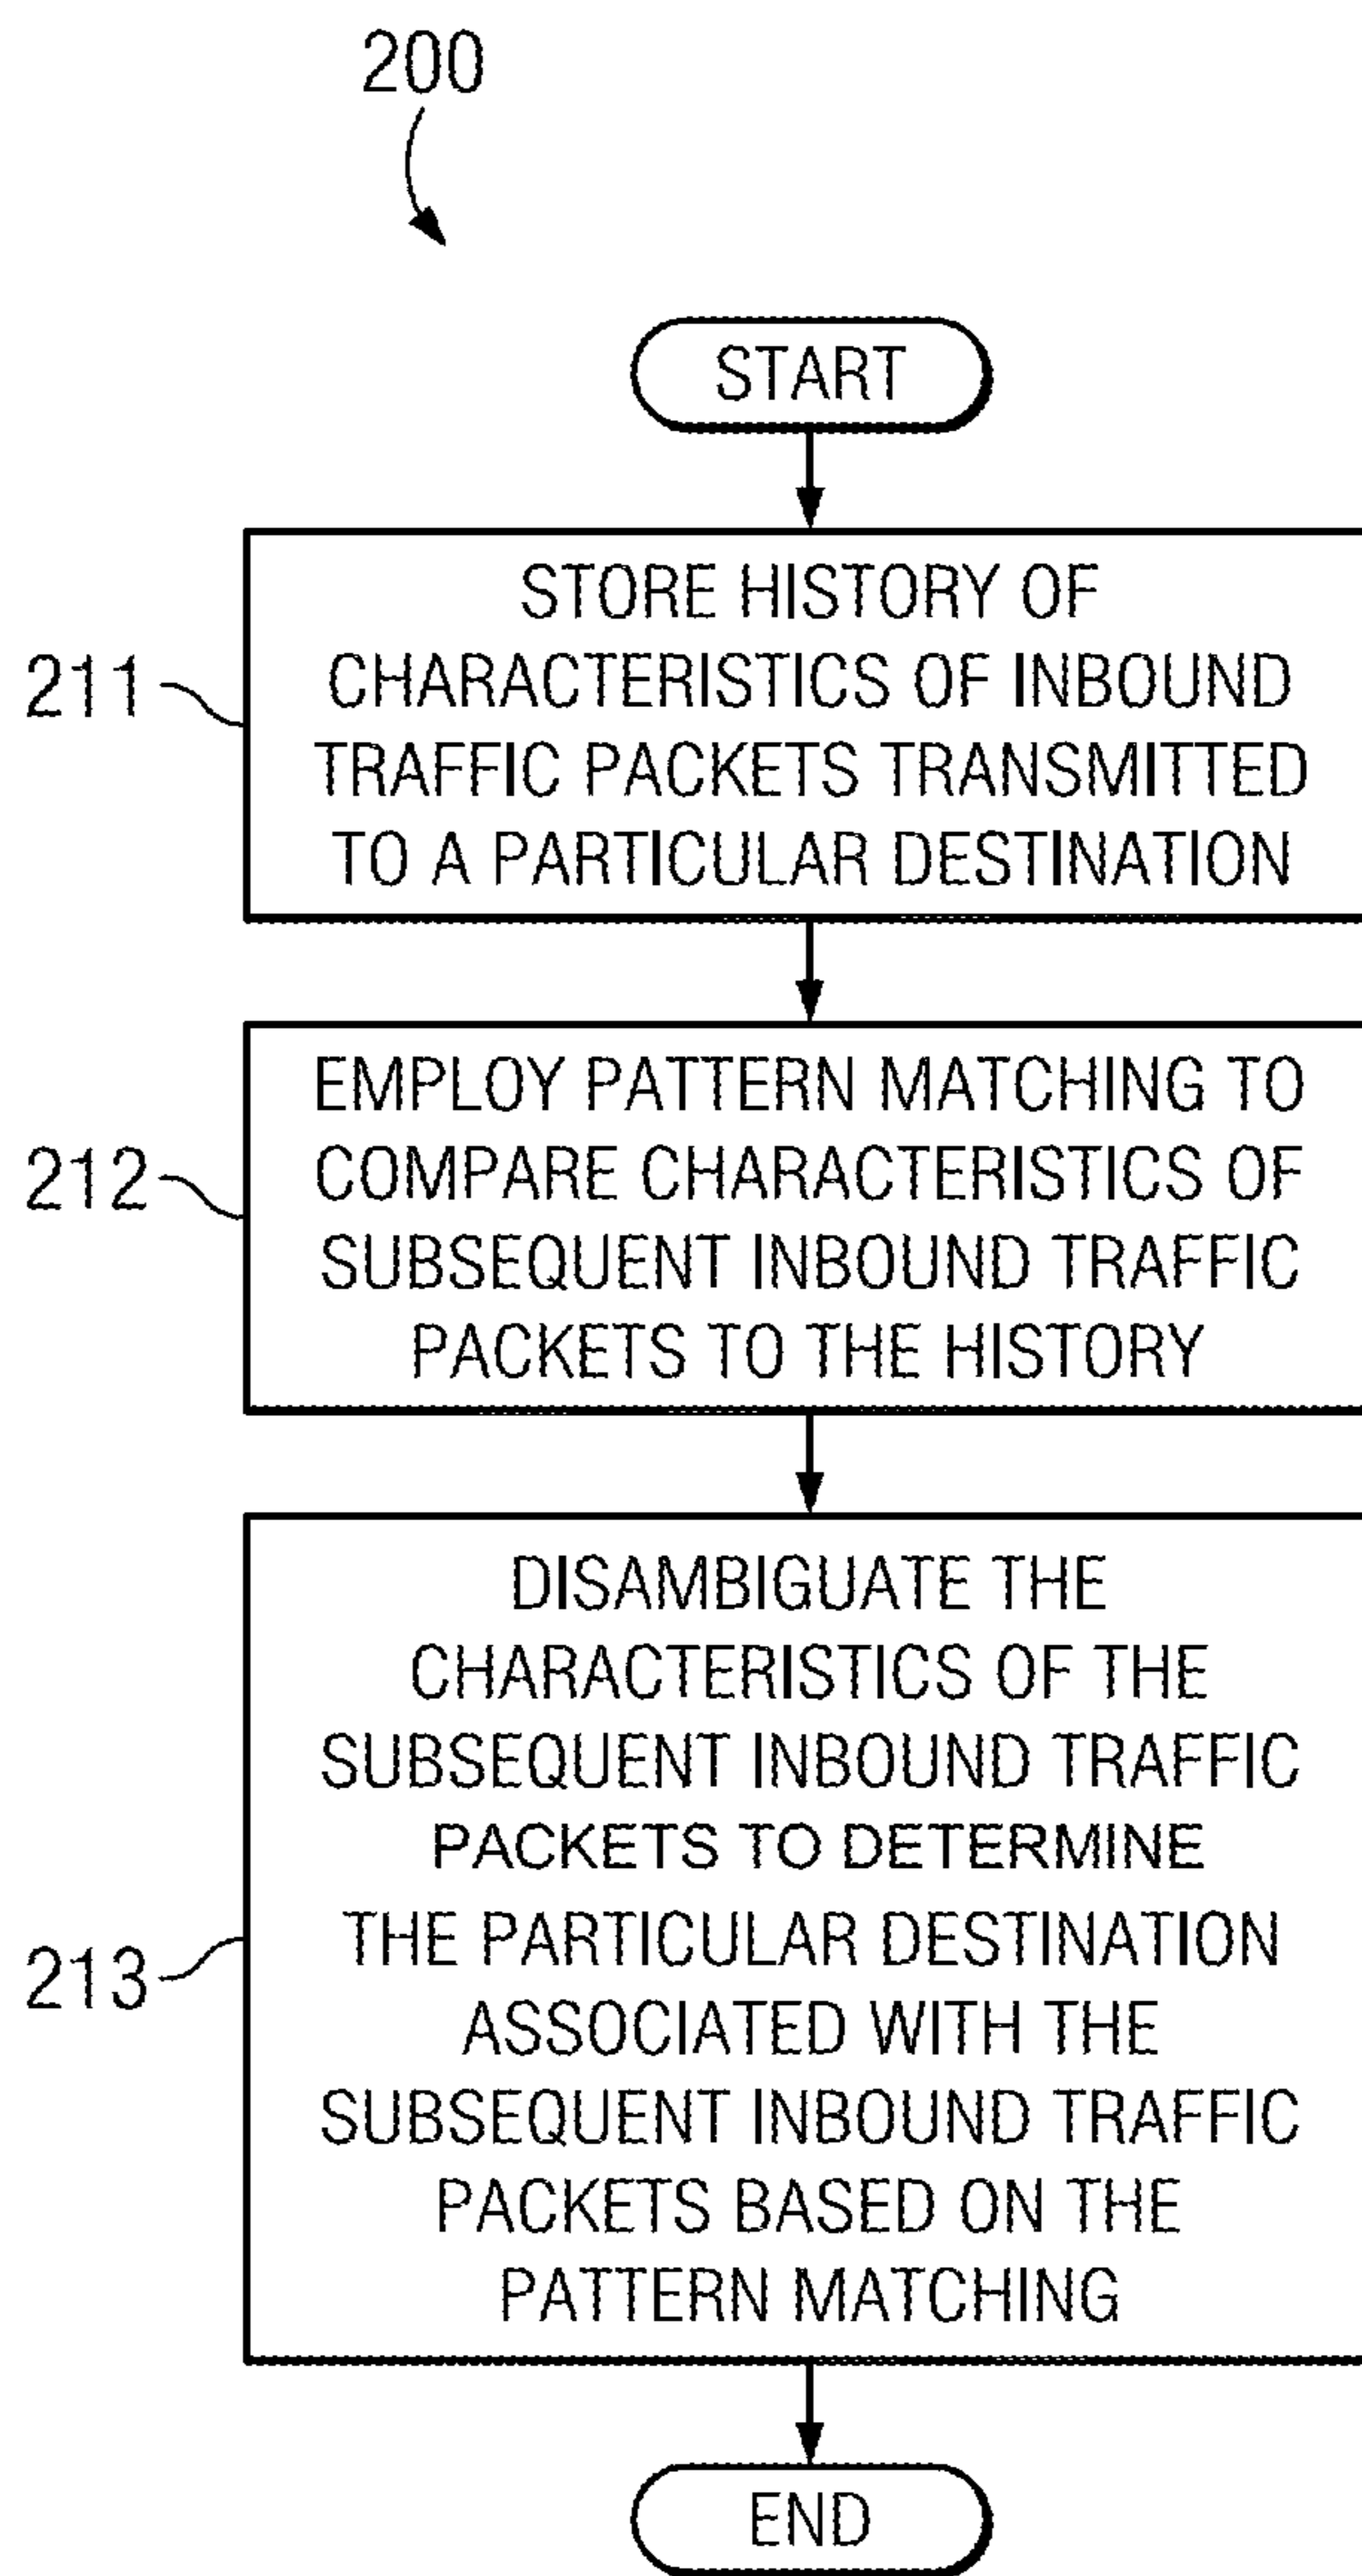 200
START
211
STORE HISTORY OF
CHARACTERISTICS OF INBOUND
TRAFFIC PACKETS TRANSMITTED
TO A PARTICULAR DESTINATION
212
EMPLOY PATTERN MATCHING TO
COMPARE CHARACTERISTICS OF
SUBSEQUENT INBOUND TRAFFIC
PACKETS TO THE HISTORY
213
DISAMBIGUATE THE
CHARACTERISTICS OF THE
SUBSEQUENT INBOUND TRAFFIC
PACKETS TO DETERMINE
THE PARTICULAR DESTINATION
ASSOCIATED WITH THE
SUBSEQUENT INBOUND TRAFFIC
PACKETS BASED ON THE
PATTERN MATCHING
END